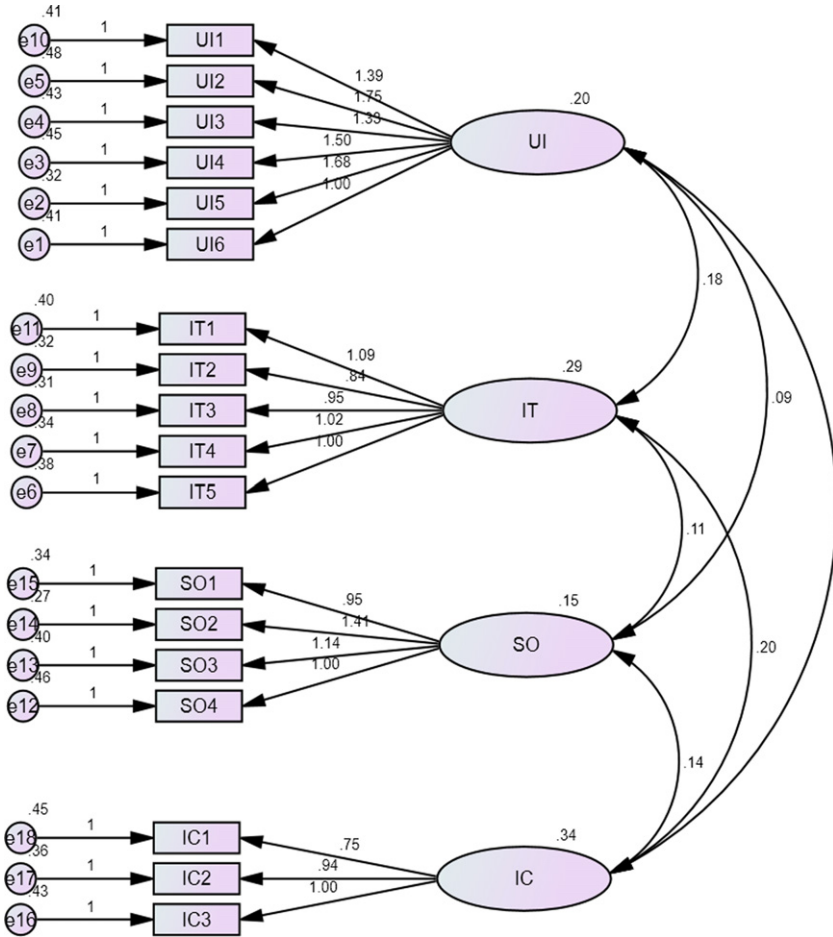 .41
e10 1 UI1
.48
e5 1 UI2
.43
e4 1 UI3
.45
e3 1 UI4
.32
e2 1 UI5
.41
e1 1 UI6
1.39
1.75
1.33
1.50
1.68
1.00
.20
UI
.18
.09
.40
e11 1 IT1
.32
e9 1 IT2
.31
e8 1 IT3
.34
e7 1 IT4
.38
e6 1 IT5
1.09
.84
.95
1.02
1.00
.29
IT
.11
.20
.34
e15 1 SO1
.27
e14 1 SO2
.40
e13 1 SO3
.46
e12 1 SO4
.95
1.41
1.14
1.00
.15
SO
.14
.45
e18 1 IC1
.36
e17 1 IC2
.43
e16 1 IC3
.75
.94
1.00
.34
IC